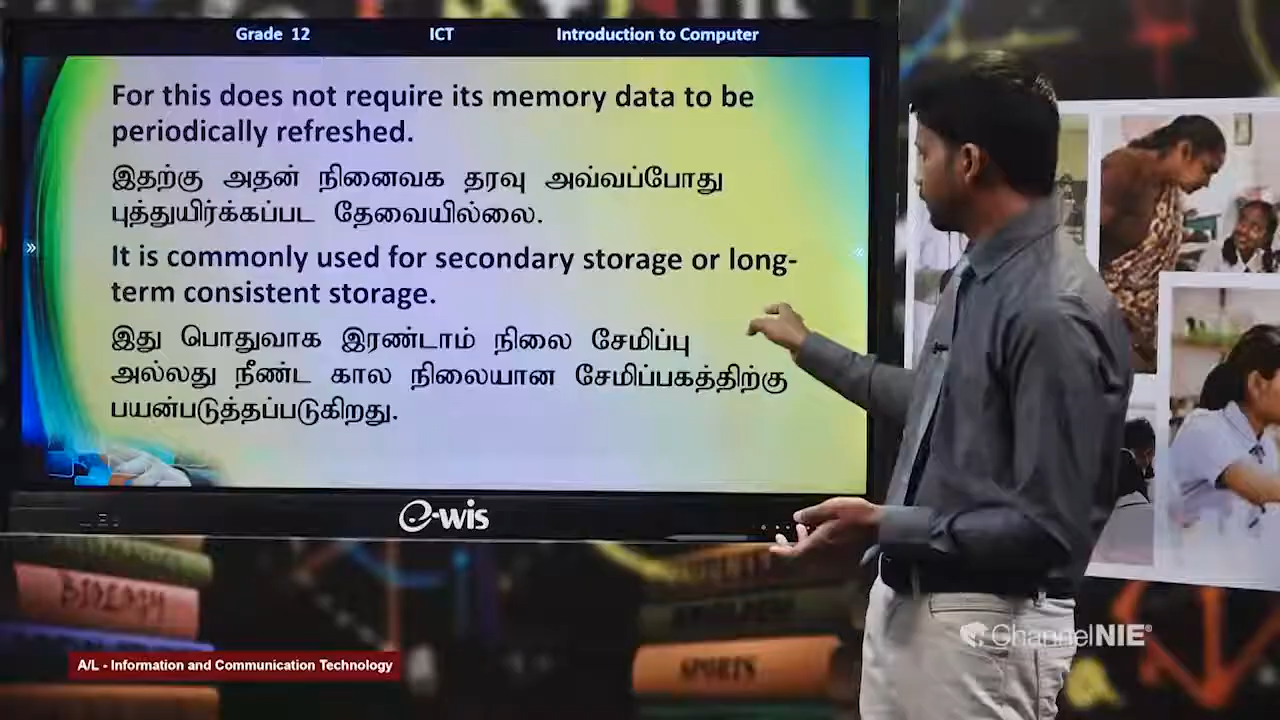 Grade 12 ICT Introduction to Computer
For this does not require its memory data to be
periodically refreshed.
இதற்கு அதன் நினைவக தரவு அவ்வப்போது
புத்துயிர்க்கப்பட தேவையில்லை.
It is commonly used for secondary storage or long-
term consistent storage.
இது பொதுவாக இரண்டாம் நிலை சேமிப்பு
அல்லது நீண்ட கால நிலையான சேமிப்பகத்திற்கு
பயன்படுத்தப்படுகிறது.
e-wis
BIOLOGY
SPORTS
ChannelNIE
A/L - Information and Communication Technology